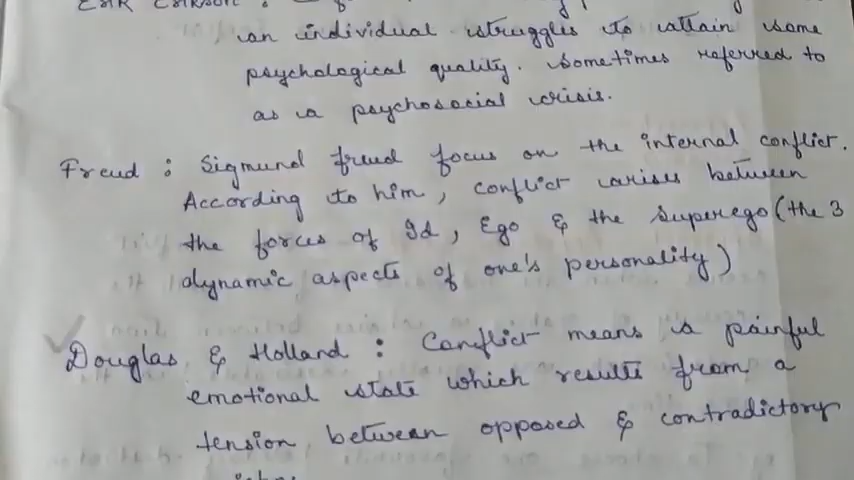 Erik Erikson :
an individual struggles to attain some
psychological quality. Sometimes referred to
as a psychosocial crisis.
Freud : Sigmund freud focus on the internal conflict.
According to him, conflict arises between
the forces of Id, Ego & the superego (the 3
dynamic aspects of one's personality)
Douglas & Holland : Conflict means a painful
emotional state which results from a
tension between opposed & contradictory